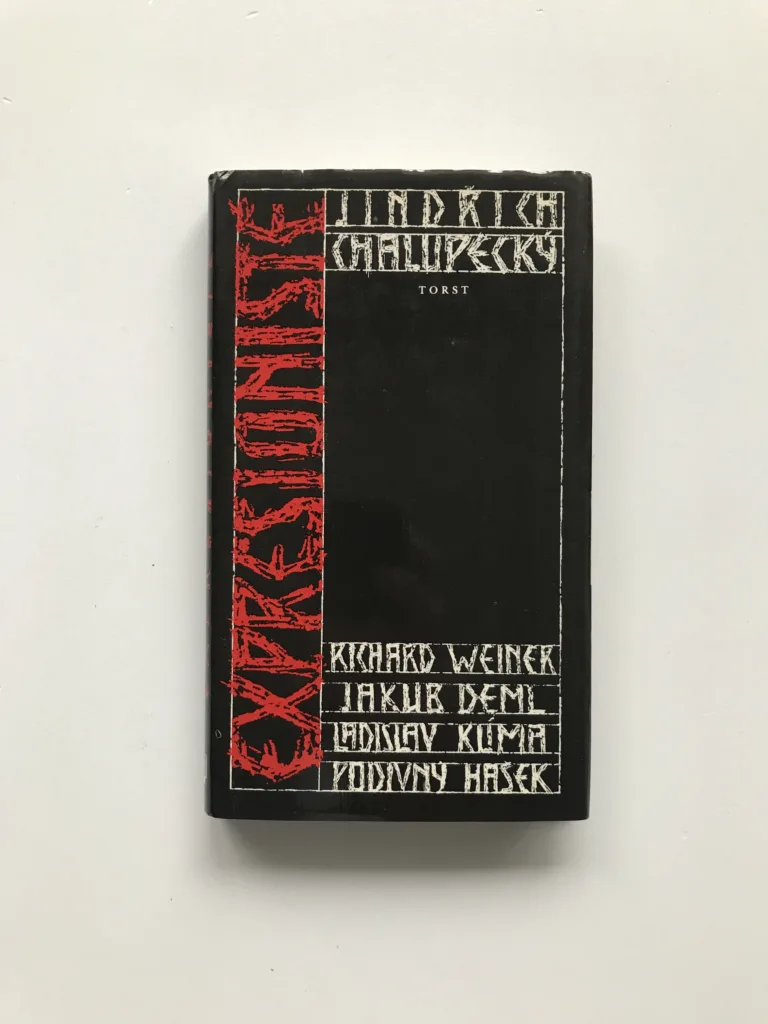 EXPRESIONISTÉ
JINDŘICH
CHALUPECKÝ
TORST
RICHARD WEINER
JAKUB DEML
LADISLAV KLÍMA
PODIVNÝ HAŠEK